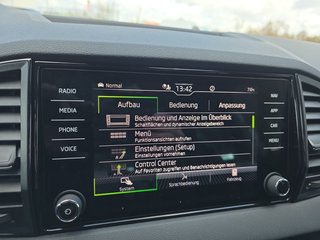 RADIO
MEDIA
PHONE
VOICE
Normal
13:42
Aufbau
Bedienung
Anpassung
Bedienung und Anzeige im Überblick
Schaltflächen und dynamischer Anzeigebereich
Menü
Funktionsansichten aufrufen
Einstellungen (Setup)
Einstellungen vornehmen
Control Center
Auf Favoriten zugreifen und Benachrichtigungen lesen
System
Sprachbedienung
Fahrzeug
NAV
CAR
MENU